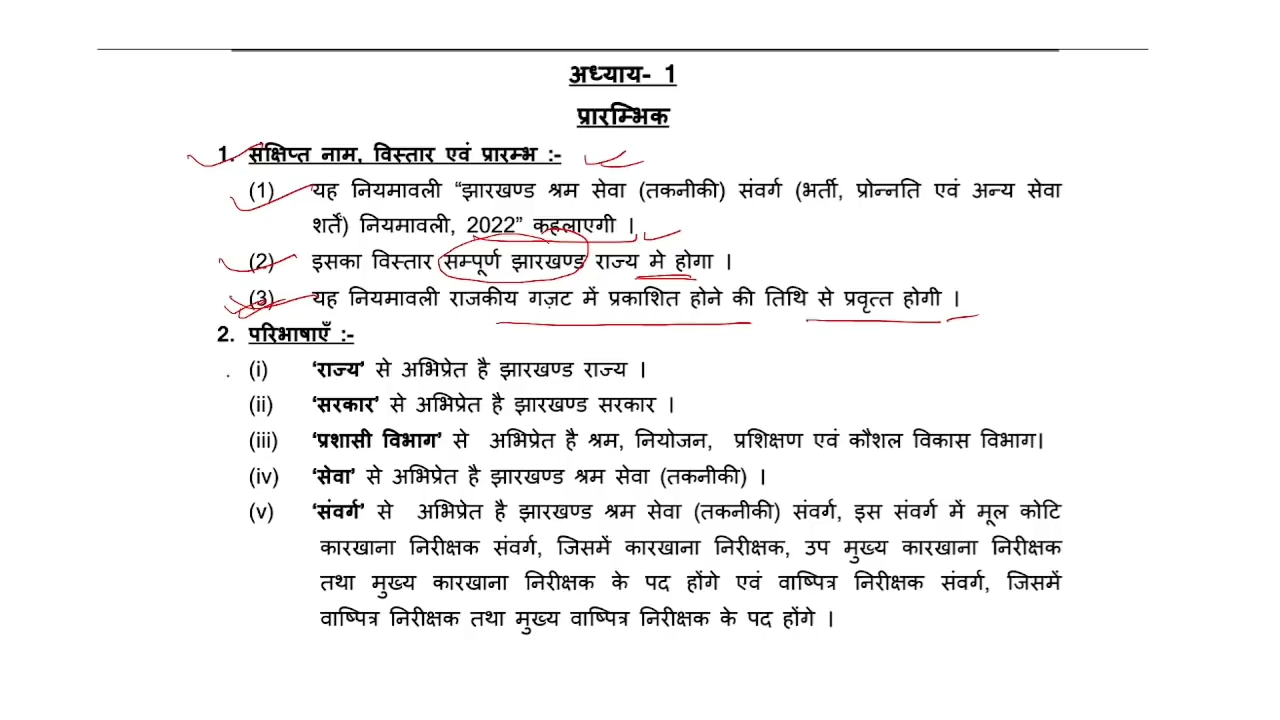 अध्याय- 1
प्रारम्भिक
1. संक्षिप्त नाम, विस्तार एवं प्रारम्भ :-
(1) यह नियमावली “झारखण्ड श्रम सेवा (तकनीकी) संवर्ग (भर्ती, प्रोन्नति एवं अन्य सेवा
शर्तें) नियमावली, 2022” कहलाएगी ।
(2) इसका विस्तार सम्पूर्ण झारखण्ड राज्य मे होगा ।
(3) यह नियमावली राजकीय गज़ट में प्रकाशित होने की तिथि से प्रवृत्त होगी ।
2. परिभाषाएँ :-
(i) ‘राज्य’ से अभिप्रेत है झारखण्ड राज्य ।
(ii) ‘सरकार’ से अभिप्रेत है झारखण्ड सरकार ।
(iii) ‘प्रशासी विभाग’ से अभिप्रेत है श्रम, नियोजन, प्रशिक्षण एवं कौशल विकास विभाग।
(iv) ‘सेवा’ से अभिप्रेत है झारखण्ड श्रम सेवा (तकनीकी) ।
(v) ‘संवर्ग’ से अभिप्रेत है झारखण्ड श्रम सेवा (तकनीकी) संवर्ग, इस संवर्ग में मूल कोटि
कारखाना निरीक्षक संवर्ग, जिसमें कारखाना निरीक्षक, उप मुख्य कारखाना निरीक्षक
तथा मुख्य कारखाना निरीक्षक के पद होंगे एवं वाष्पित्र निरीक्षक संवर्ग, जिसमें
वाष्पित्र निरीक्षक तथा मुख्य वाष्पित्र निरीक्षक के पद होंगे ।